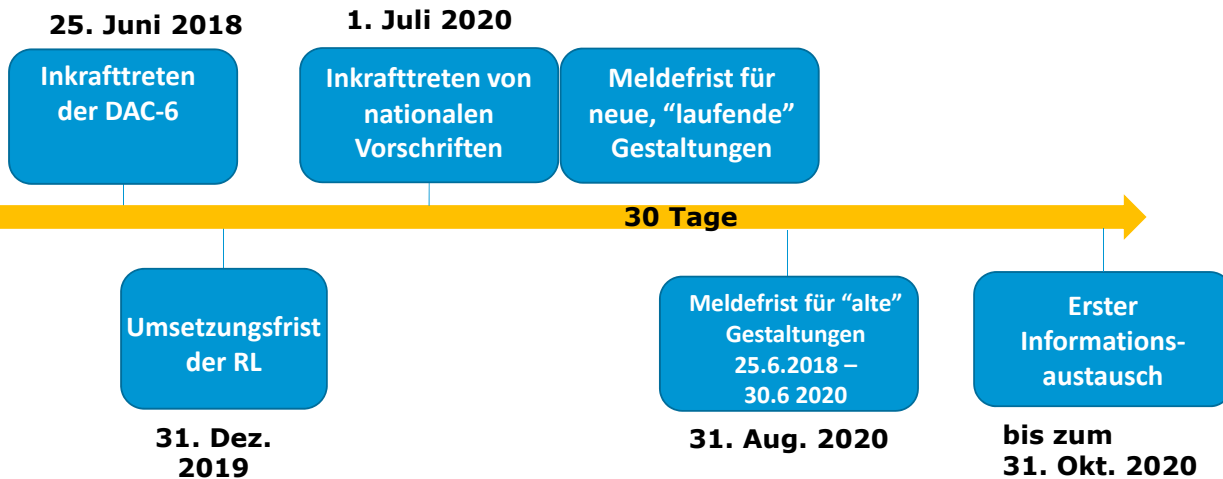 25. Juni 2018
Inkrafttreten
der DAC-6
1. Juli 2020
Inkrafttreten von
nationalen
Vorschriften
Meldefrist für
neue, “laufende”
Gestaltungen
30 Tage
Umsetzungsfrist
der RL
31. Dez.
2019
Meldefrist für “alte”
Gestaltungen
25.6.2018 –
30.6 2020
31. Aug. 2020
Erster
Informations-
austausch
bis zum
31. Okt. 2020